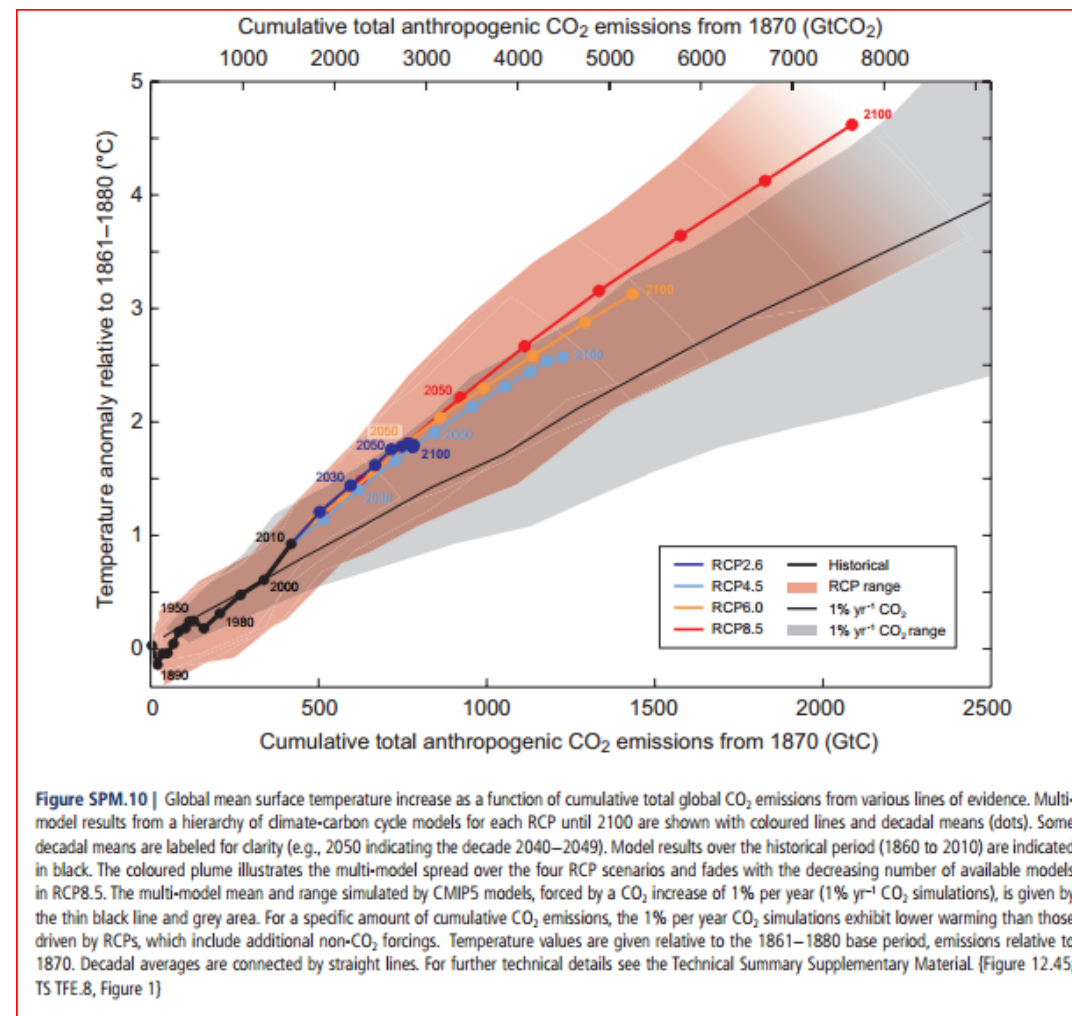 Cumulative total anthropogenic CO₂ emissions from 1870 (GtCO₂)
1000 2000 3000 4000 5000 6000 7000 8000
Temperature anomaly relative to 1861–1880 (°C)
5
4
3
2
1
0
2100
2100
2100
2050
2050
2050
2050
2100
2030
2030
2010
2000
1950
1980
1890
RCP2.6
RCP4.5
RCP6.0
RCP8.5
Historical
RCP range
1% yr⁻¹ CO₂
1% yr⁻¹ CO₂ range
0 500 1000 1500 2000 2500
Cumulative total anthropogenic CO₂ emissions from 1870 (GtC)
Figure SPM.10 | Global mean surface temperature increase as a function of cumulative total global CO₂ emissions from various lines of evidence. Multi-
model results from a hierarchy of climate-carbon cycle models for each RCP until 2100 are shown with coloured lines and decadal means (dots). Some
decadal means are labeled for clarity (e.g., 2050 indicating the decade 2040–2049). Model results over the historical period (1860 to 2010) are indicated
in black. The coloured plume illustrates the multi-model spread over the four RCP scenarios and fades with the decreasing number of available models
in RCP8.5. The multi-model mean and range simulated by CMIP5 models, forced by a CO₂ increase of 1% per year (1% yr⁻¹ CO₂ simulations), is given by
the thin black line and grey area. For a specific amount of cumulative CO₂ emissions, the 1% per year CO₂ simulations exhibit lower warming than those
driven by RCPs, which include additional non-CO₂ forcings. Temperature values are given relative to the 1861–1880 base period, emissions relative to
1870. Decadal averages are connected by straight lines. For further technical details see the Technical Summary Supplementary Material. {Figure 12.45;
TS TFE.8, Figure 1}